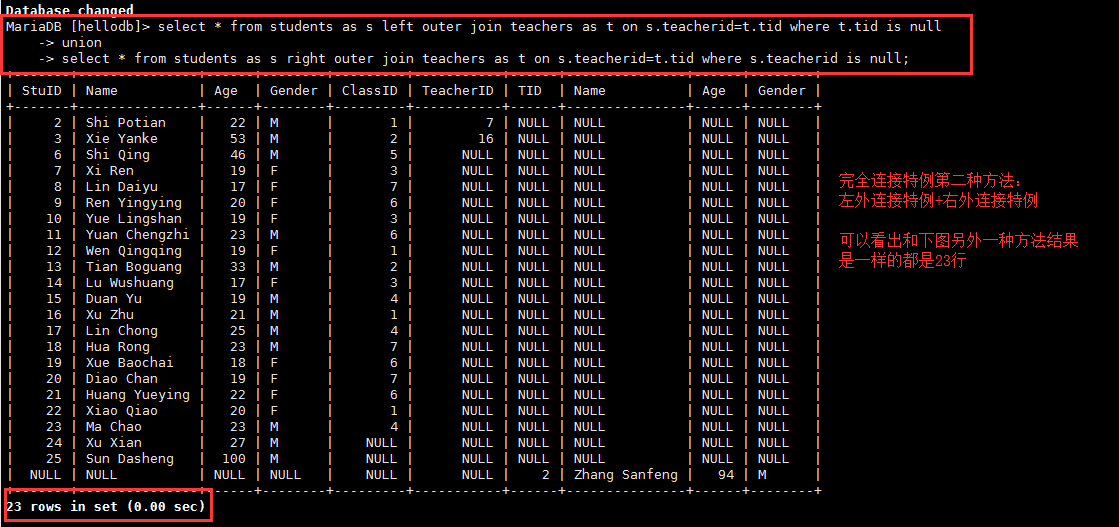 Database changed
MariaDB [hellodb]> select * from students as s left outer join teachers as t on s.teacherid=t.tid where t.tid is null
    -> union
    -> select * from students as s right outer join teachers as t on s.teacherid=t.tid where s.teacherid is null;
+-------+---------------+------+--------+---------+-----------+------+---------------+------+--------+
| StuID | Name          | Age  | Gender | ClassID | TeacherID | TID  | Name          | Age  | Gender |
+-------+---------------+------+--------+---------+-----------+------+---------------+------+--------+
|     2 | Shi Potian    |   22 | M      |       1 |         7 | NULL | NULL          | NULL | NULL   |
|     3 | Xie Yanke     |   53 | M      |       2 |        16 | NULL | NULL          | NULL | NULL   |
|     6 | Shi Qing      |   46 | M      |       5 |      NULL | NULL | NULL          | NULL | NULL   |
|     7 | Xi Ren        |   19 | F      |       3 |      NULL | NULL | NULL          | NULL | NULL   |
|     8 | Lin Daiyu     |   17 | F      |       7 |      NULL | NULL | NULL          | NULL | NULL   |
|     9 | Ren Yingying  |   20 | F      |       6 |      NULL | NULL | NULL          | NULL | NULL   |
|    10 | Yue Lingshan  |   19 | F      |       3 |      NULL | NULL | NULL          | NULL | NULL   |
|    11 | Yuan Chengzhi |   23 | M      |       6 |      NULL | NULL | NULL          | NULL | NULL   |
|    12 | Wen Qingqing  |   19 | F      |       1 |      NULL | NULL | NULL          | NULL | NULL   |
|    13 | Tian Boguang  |   33 | M      |       2 |      NULL | NULL | NULL          | NULL | NULL   |
|    14 | Lu Wushuang   |   17 | F      |       3 |      NULL | NULL | NULL          | NULL | NULL   |
|    15 | Duan Yu       |   19 | M      |       4 |      NULL | NULL | NULL          | NULL | NULL   |
|    16 | Xu Zhu        |   21 | M      |       1 |      NULL | NULL | NULL          | NULL | NULL   |
|    17 | Lin Chong     |   25 | M      |       4 |      NULL | NULL | NULL          | NULL | NULL   |
|    18 | Hua Rong      |   23 | M      |       7 |      NULL | NULL | NULL          | NULL | NULL   |
|    19 | Xue Baochai   |   18 | F      |       6 |      NULL | NULL | NULL          | NULL | NULL   |
|    20 | Diao Chan     |   19 | F      |       7 |      NULL | NULL | NULL          | NULL | NULL   |
|    21 | Huang Yueying |   22 | F      |       6 |      NULL | NULL | NULL          | NULL | NULL   |
|    22 | Xiao Qiao     |   20 | F      |       1 |      NULL | NULL | NULL          | NULL | NULL   |
|    23 | Ma Chao       |   23 | M      |       4 |      NULL | NULL | NULL          | NULL | NULL   |
|    24 | Xu Xian       |   27 | M      |    NULL |      NULL | NULL | NULL          | NULL | NULL   |
|    25 | Sun Dasheng   |  100 | M      |    NULL |      NULL | NULL | NULL          | NULL | NULL   |
|  NULL | NULL          | NULL | NULL   |    NULL |      NULL |    2 | Zhang Sanfeng |   94 | M      |
+-------+---------------+------+--------+---------+-----------+------+---------------+------+--------+
23 rows in set (0.00 sec)
完全连接特例第二种方法：
左外连接特例+右外连接特例
可以看出和下图另外一种方法结果
是一样的都是23行